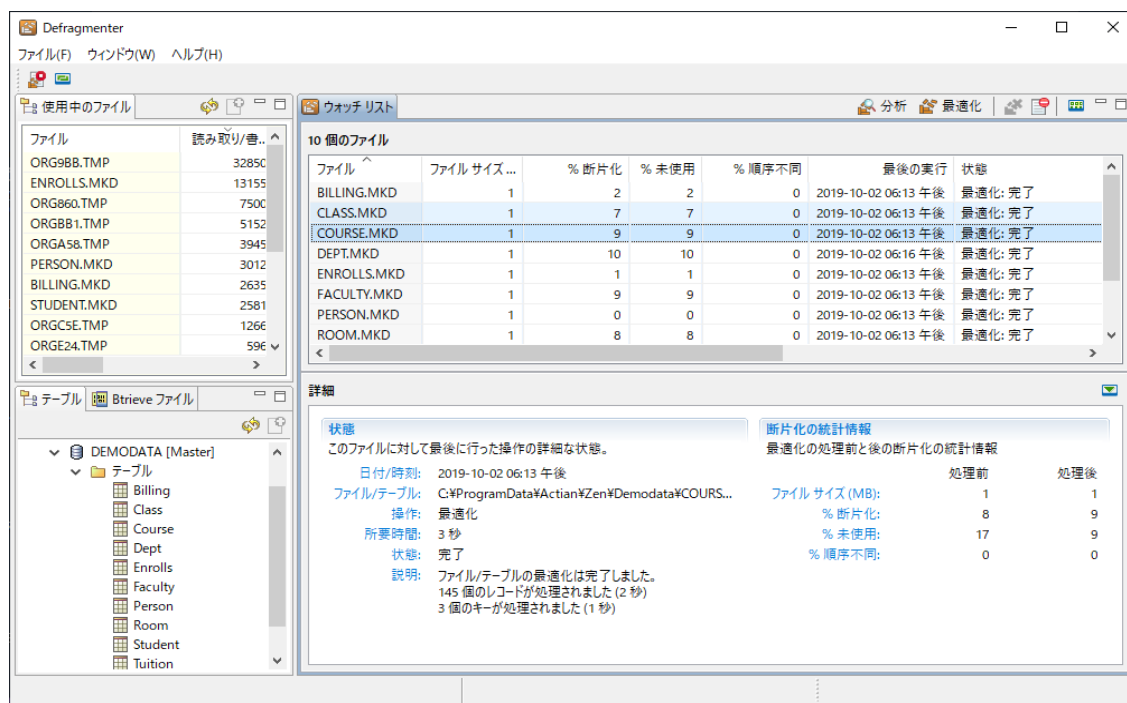 Defragmenter
ファイル(F) ウィンドウ(W) ヘルプ(H)
使用中のファイル
ファイル 読み取り/書..
ORG9BB.TMP 3285C
ENROLLS.MKD 13155
ORG860.TMP 750C
ORGBB1.TMP 5152
ORGA58.TMP 3945
PERSON.MKD 3012
BILLING.MKD 2635
STUDENT.MKD 2581
ORGC5E.TMP 1266
ORGE24.TMP 596
テーブル Btrieve ファイル
DEMODATA [Master]
テーブル
Billing
Class
Course
Dept
Enrolls
Faculty
Person
Room
Student
Tuition
ウォッチ リスト 分析 最適化
10 個のファイル
ファイル ファイル サイズ ... % 断片化 % 未使用 % 順序不同 最後の実行 状態
BILLING.MKD 1 2 2 0 2019-10-02 06:13 午後 最適化: 完了
CLASS.MKD 1 7 7 0 2019-10-02 06:13 午後 最適化: 完了
COURSE.MKD 1 9 9 0 2019-10-02 06:13 午後 最適化: 完了
DEPT.MKD 1 10 10 0 2019-10-02 06:16 午後 最適化: 完了
ENROLLS.MKD 1 1 1 0 2019-10-02 06:13 午後 最適化: 完了
FACULTY.MKD 1 9 9 0 2019-10-02 06:13 午後 最適化: 完了
PERSON.MKD 1 0 0 0 2019-10-02 06:13 午後 最適化: 完了
ROOM.MKD 1 8 8 0 2019-10-02 06:13 午後 最適化: 完了
詳細
状態
このファイルに対して最後に行った操作の詳細な状態。
日付/時刻: 2019-10-02 06:13 午後
ファイル/テーブル: C:¥ProgramData¥Actian¥Zen¥Demodata¥COURS...
操作: 最適化
所要時間: 3 秒
状態: 完了
説明: ファイル/テーブルの最適化は完了しました。
145 個のレコードが処理されました (2 秒)
3 個のキーが処理されました (1 秒)
断片化の統計情報
最適化の処理前と後の断片化の統計情報
処理前 処理後
ファイル サイズ (MB): 1 1
% 断片化: 8 9
% 未使用: 17 9
% 順序不同: 0 0